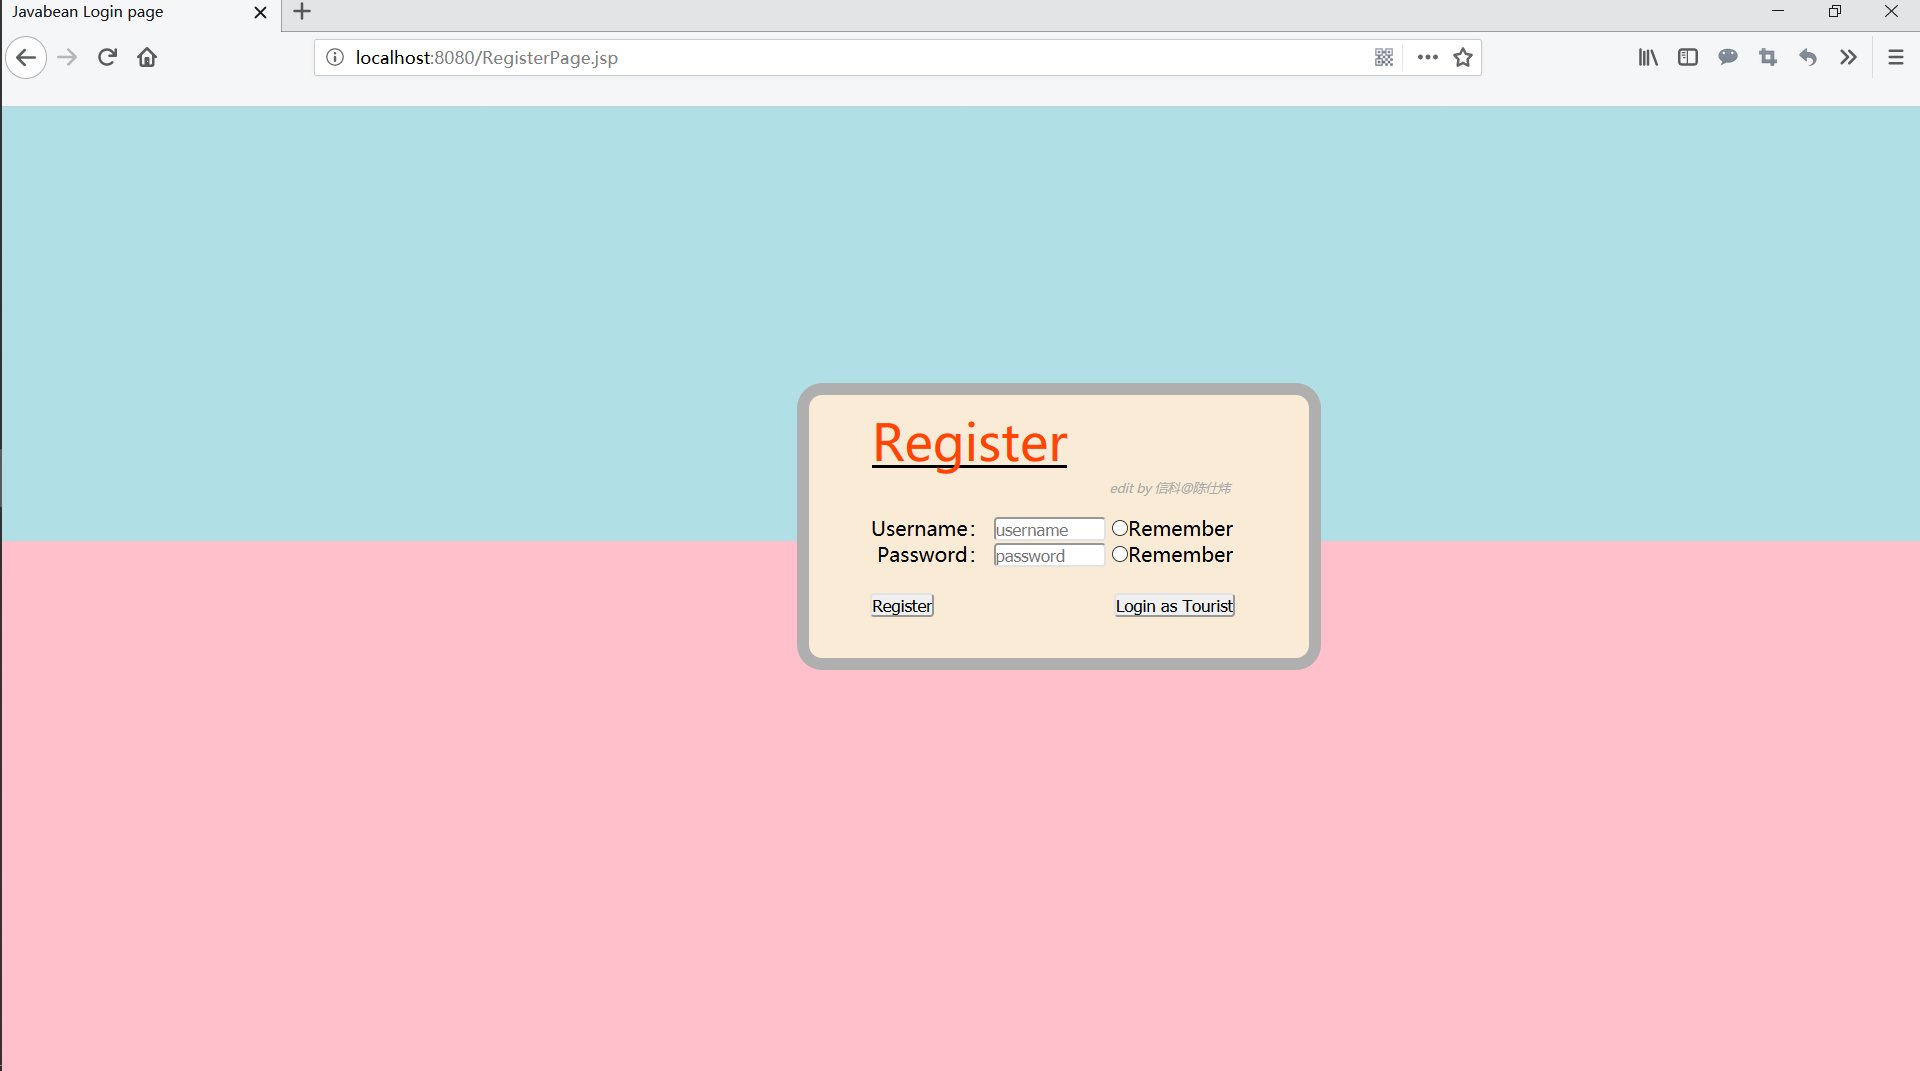 Javabean Login page
localhost:8080/RegisterPage.jsp
Register
edit by 信科@陈仕炜
Username： username Remember
Password： password Remember
Register Login as Tourist